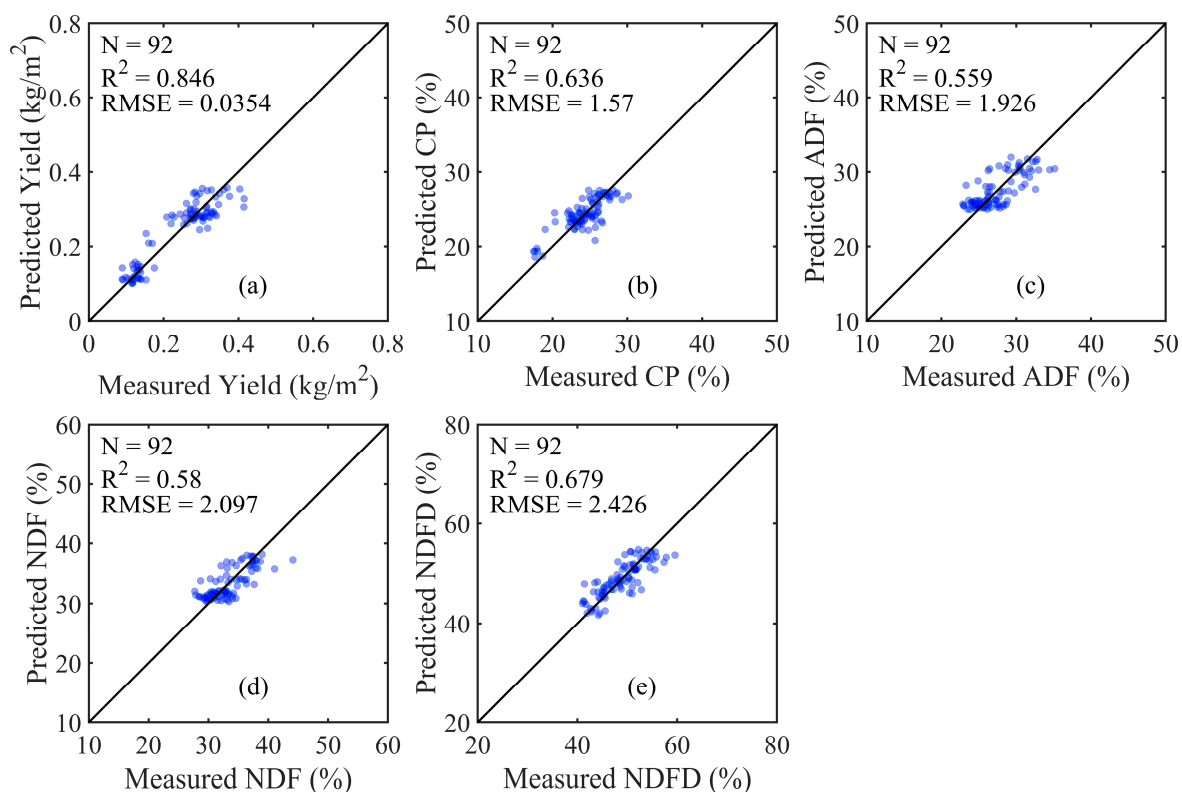 0.8
0.6
0.4
0.2
0
Predicted Yield (kg/m²)
N = 92
R² = 0.846
RMSE = 0.0354
(a)
0 0.2 0.4 0.6 0.8
Measured Yield (kg/m²)
50
40
30
20
10
Predicted CP (%)
N = 92
R² = 0.636
RMSE = 1.57
(b)
10 20 30 40 50
Measured CP (%)
50
40
30
20
10
Predicted ADF (%)
N = 92
R² = 0.559
RMSE = 1.926
(c)
10 20 30 40 50
Measured ADF (%)
60
50
40
30
20
10
Predicted NDF (%)
N = 92
R² = 0.58
RMSE = 2.097
(d)
10 20 30 40 50 60
Measured NDF (%)
80
60
40
20
Predicted NDFD (%)
N = 92
R² = 0.679
RMSE = 2.426
(e)
20 40 60 80
Measured NDFD (%)